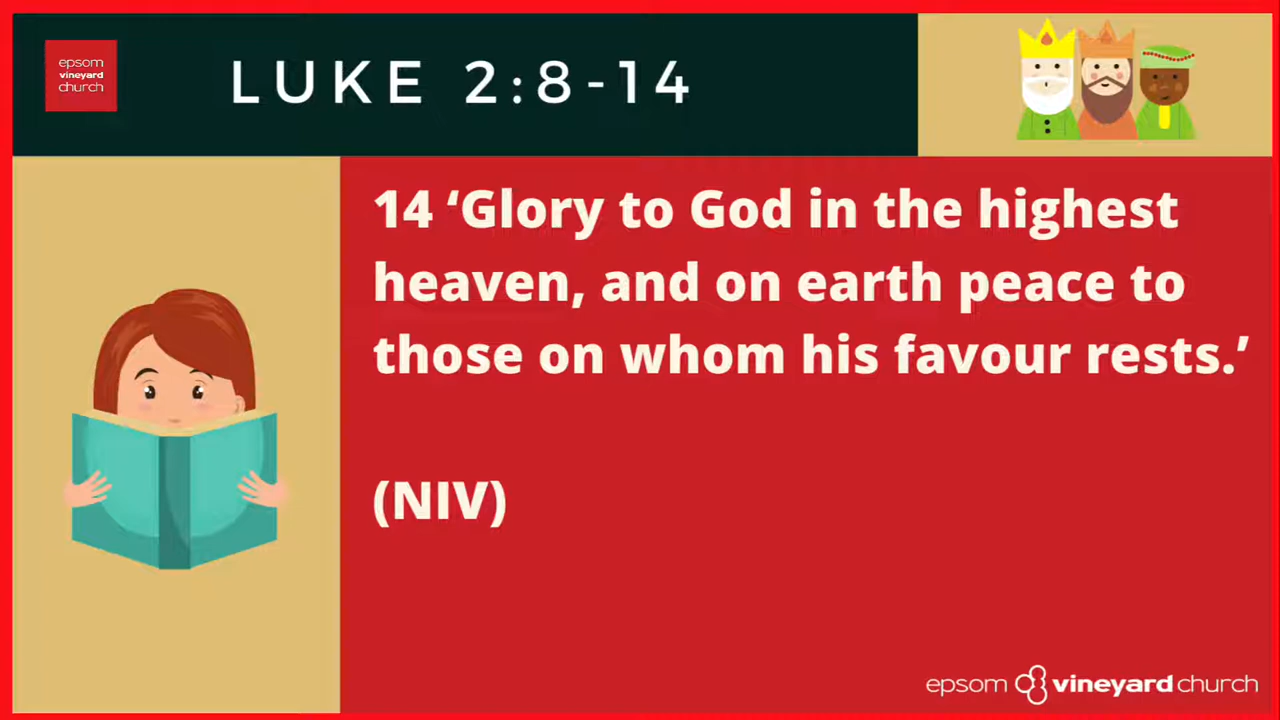 epsom
vineyard
church
LUKE 2:8-14
14 ‘Glory to God in the highest
heaven, and on earth peace to
those on whom his favour rests.’
(NIV)
epsom vineyard church